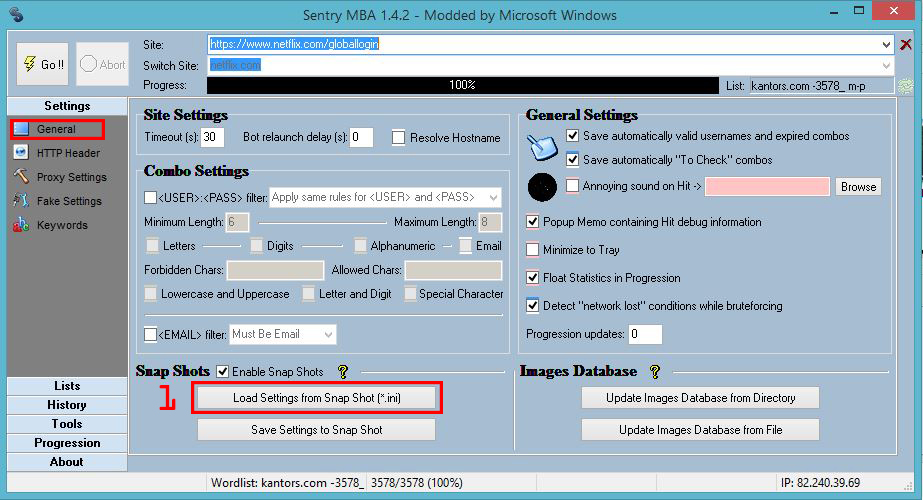 Sentry MBA 1.4.2 - Modded by Microsoft Windows
Go !!
Abort
Site:
https://www.netflix.com/globallogin
Switch Site:
netflix.com
Progress:
100%
List:
kantors.com -3578_ m-p
Settings
General
HTTP Header
Proxy Settings
Fake Settings
Keywords
Lists
History
Tools
Progression
About
Site Settings
Timeout (s): 30 Bot relaunch delay (s): 0 Resolve Hostname
Combo Settings
<USER>:<PASS> filter: Apply same rules for <USER> and <PASS>
Minimum Length: 6 Maximum Length: 8
Letters Digits Alphanumeric Email
Forbidden Chars: Allowed Chars:
Lowercase and Uppercase Letter and Digit Special Character
<EMAIL> filter: Must Be Email
Snap Shots Enable Snap Shots ?
1
Load Settings from Snap Shot (*.ini)
Save Settings to Snap Shot
General Settings
Save automatically valid usernames and expired combos
Save automatically "To Check" combos
Annoying sound on Hit -> Browse
Popup Memo containing Hit debug information
Minimize to Tray
Float Statistics in Progression
Detect "network lost" conditions while bruteforcing
Progression updates: 0
Images Database ?
Update Images Database from Directory
Update Images Database from File
Wordlist: kantors.com -3578_ 3578/3578 (100%) IP: 82.240.39.69